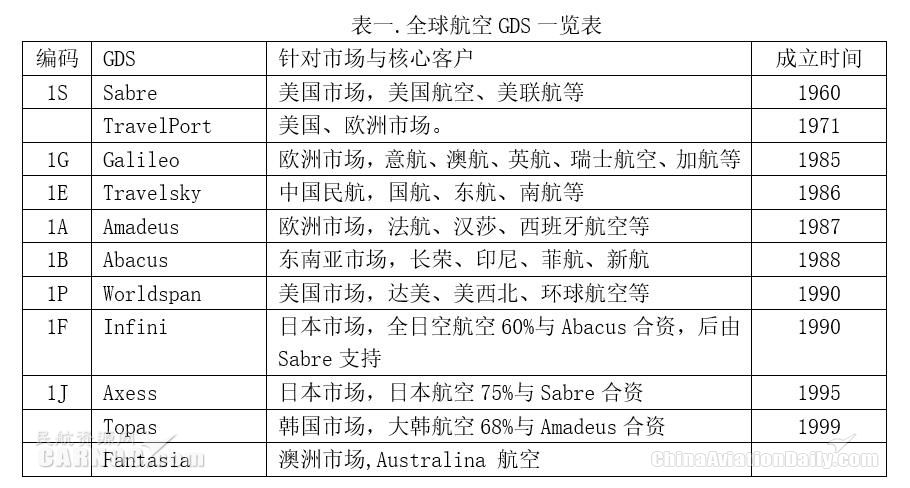 表一.全球航空 GDS 一览表
编码 GDS 针对市场与核心客户 成立时间
1S Sabre 美国市场，美国航空、美联航等 1960
TravelPort 美国、欧洲市场。 1971
1G Galileo 欧洲市场，意航、澳航、英航、瑞士航空、加航等 1985
1E Travelsky 中国民航，国航、东航、南航等 1986
1A Amadeus 欧洲市场，法航、汉莎、西班牙航空等 1987
1B Abacus 东南亚市场，长荣、印尼、菲航、新航 1988
1P Worldspan 美国市场，达美、美西北、环球航空等 1990
1F Infini 日本市场，全日空航空 60%与 Abacus 合资，后由 1990
Sabre 支持
1J Axess 日本市场，日本航空 75%与 Sabre 合资 1995
Topas 韩国市场，大韩航空 68%与 Amadeus 合资 1999
Fantasia 澳洲市场,Australina 航空
民航资源网
CARNOC.com
ChinaAviationDaily.com